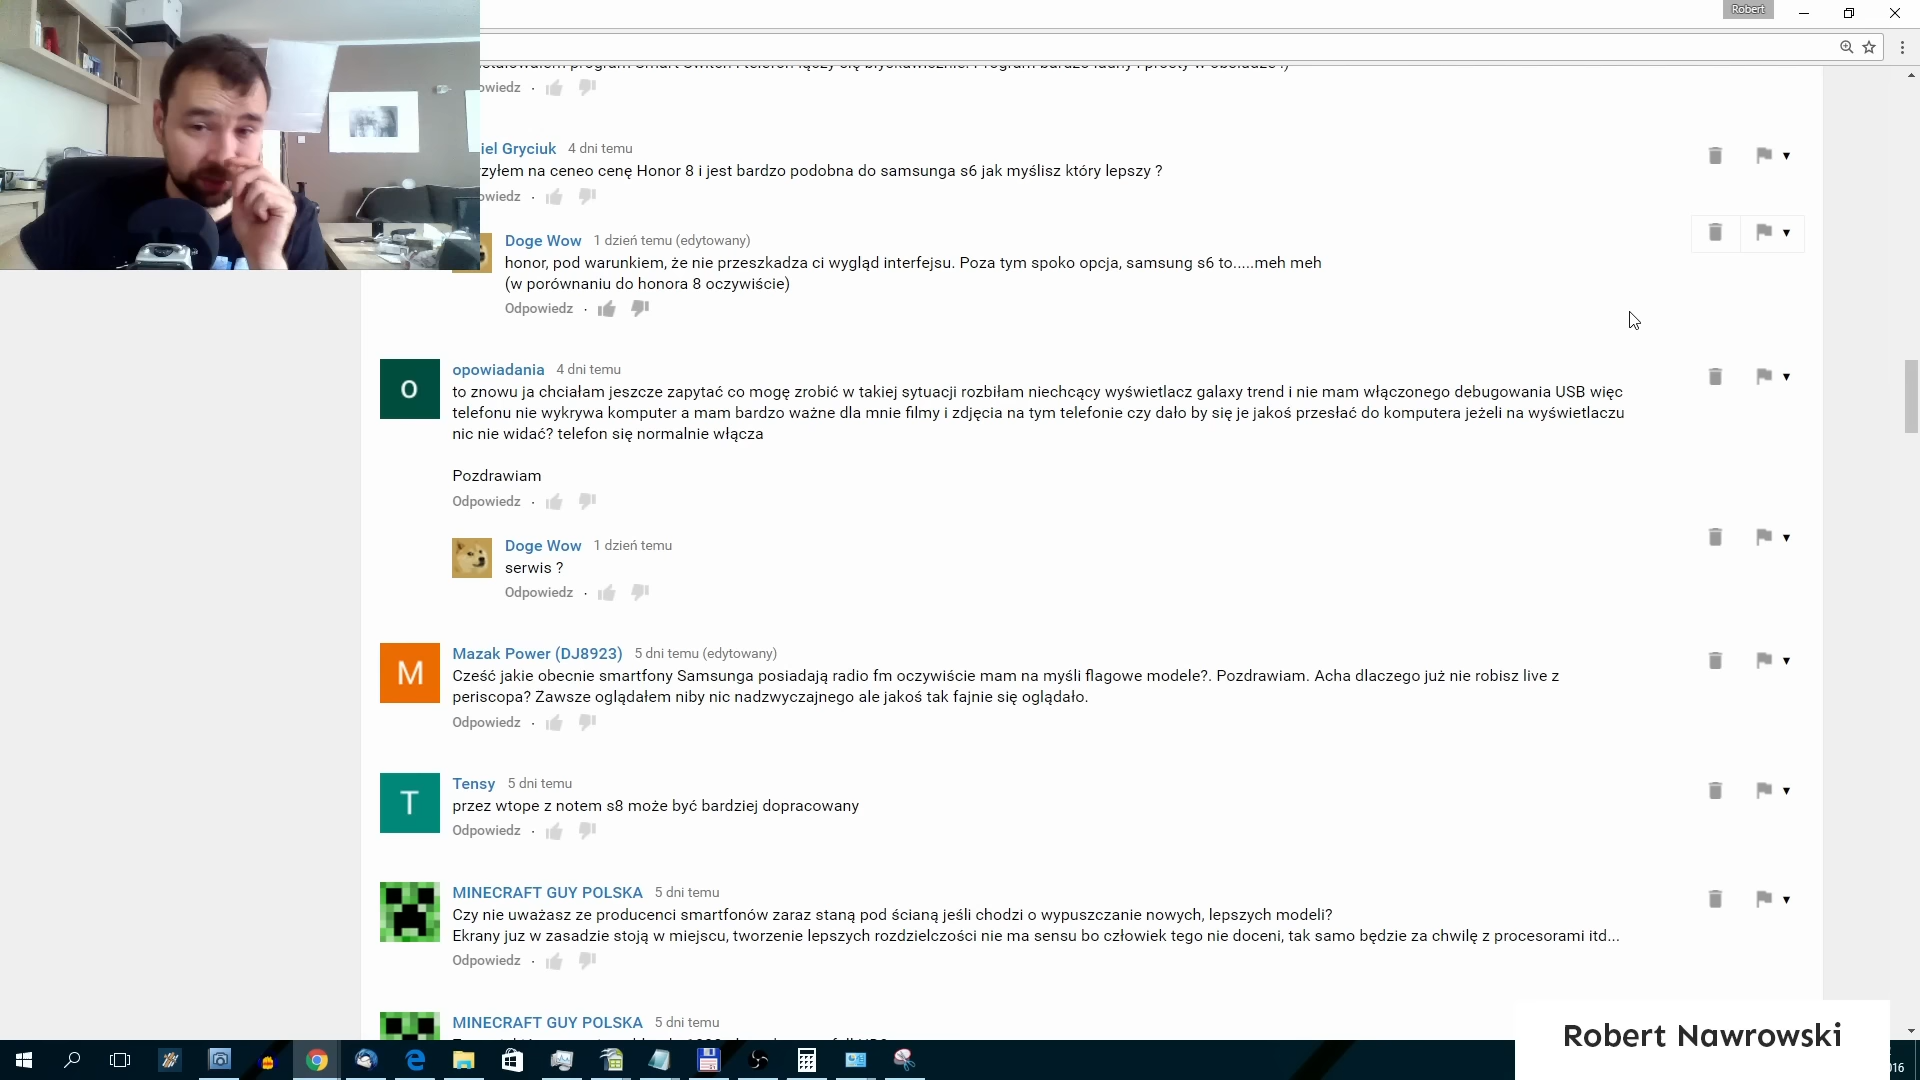 Robert
owiedz ·
iel Gryciuk 4 dni temu
rzyłem na ceneo cenę Honor 8 i jest bardzo podobna do samsunga s6 jak myślisz który lepszy ?
owiedz ·
Doge Wow 1 dzień temu (edytowany)
honor, pod warunkiem, że nie przeszkadza ci wygląd interfejsu. Poza tym spoko opcja, samsung s6 to.....meh meh
(w porównaniu do honora 8 oczywiście)
Odpowiedz ·
O
opowiadania 4 dni temu
to znowu ja chciałam jeszcze zapytać co mogę zrobić w takiej sytuacji rozbiłam niechcący wyświetlacz galaxy trend i nie mam włączonego debugowania USB więc
telefonu nie wykrywa komputer a mam bardzo ważne dla mnie filmy i zdjęcia na tym telefonie czy dało by się je jakoś przesłać do komputera jeżeli na wyświetlaczu
nic nie widać? telefon się normalnie włącza
Pozdrawiam
Odpowiedz ·
Doge Wow 1 dzień temu
serwis ?
Odpowiedz ·
M
Mazak Power (DJ8923) 5 dni temu (edytowany)
Cześć jakie obecnie smartfony Samsunga posiadają radio fm oczywiście mam na myśli flagowe modele?. Pozdrawiam. Acha dlaczego już nie robisz live z
periscopa? Zawsze oglądałem niby nic nadzwyczajnego ale jakoś tak fajnie się oglądało.
Odpowiedz ·
T
Tensy 5 dni temu
przez wtope z notem s8 może być bardziej dopracowany
Odpowiedz ·
MINECRAFT GUY POLSKA 5 dni temu
Czy nie uważasz ze producenci smartfonów zaraz staną pod ścianą jeśli chodzi o wypuszczanie nowych, lepszych modeli?
Ekrany juz w zasadzie stoją w miejscu, tworzenie lepszych rozdzielczości nie ma sensu bo człowiek tego nie doceni, tak samo będzie za chwilę z procesorami itd...
Odpowiedz ·
MINECRAFT GUY POLSKA 5 dni temu
Robert Nawrowski
016